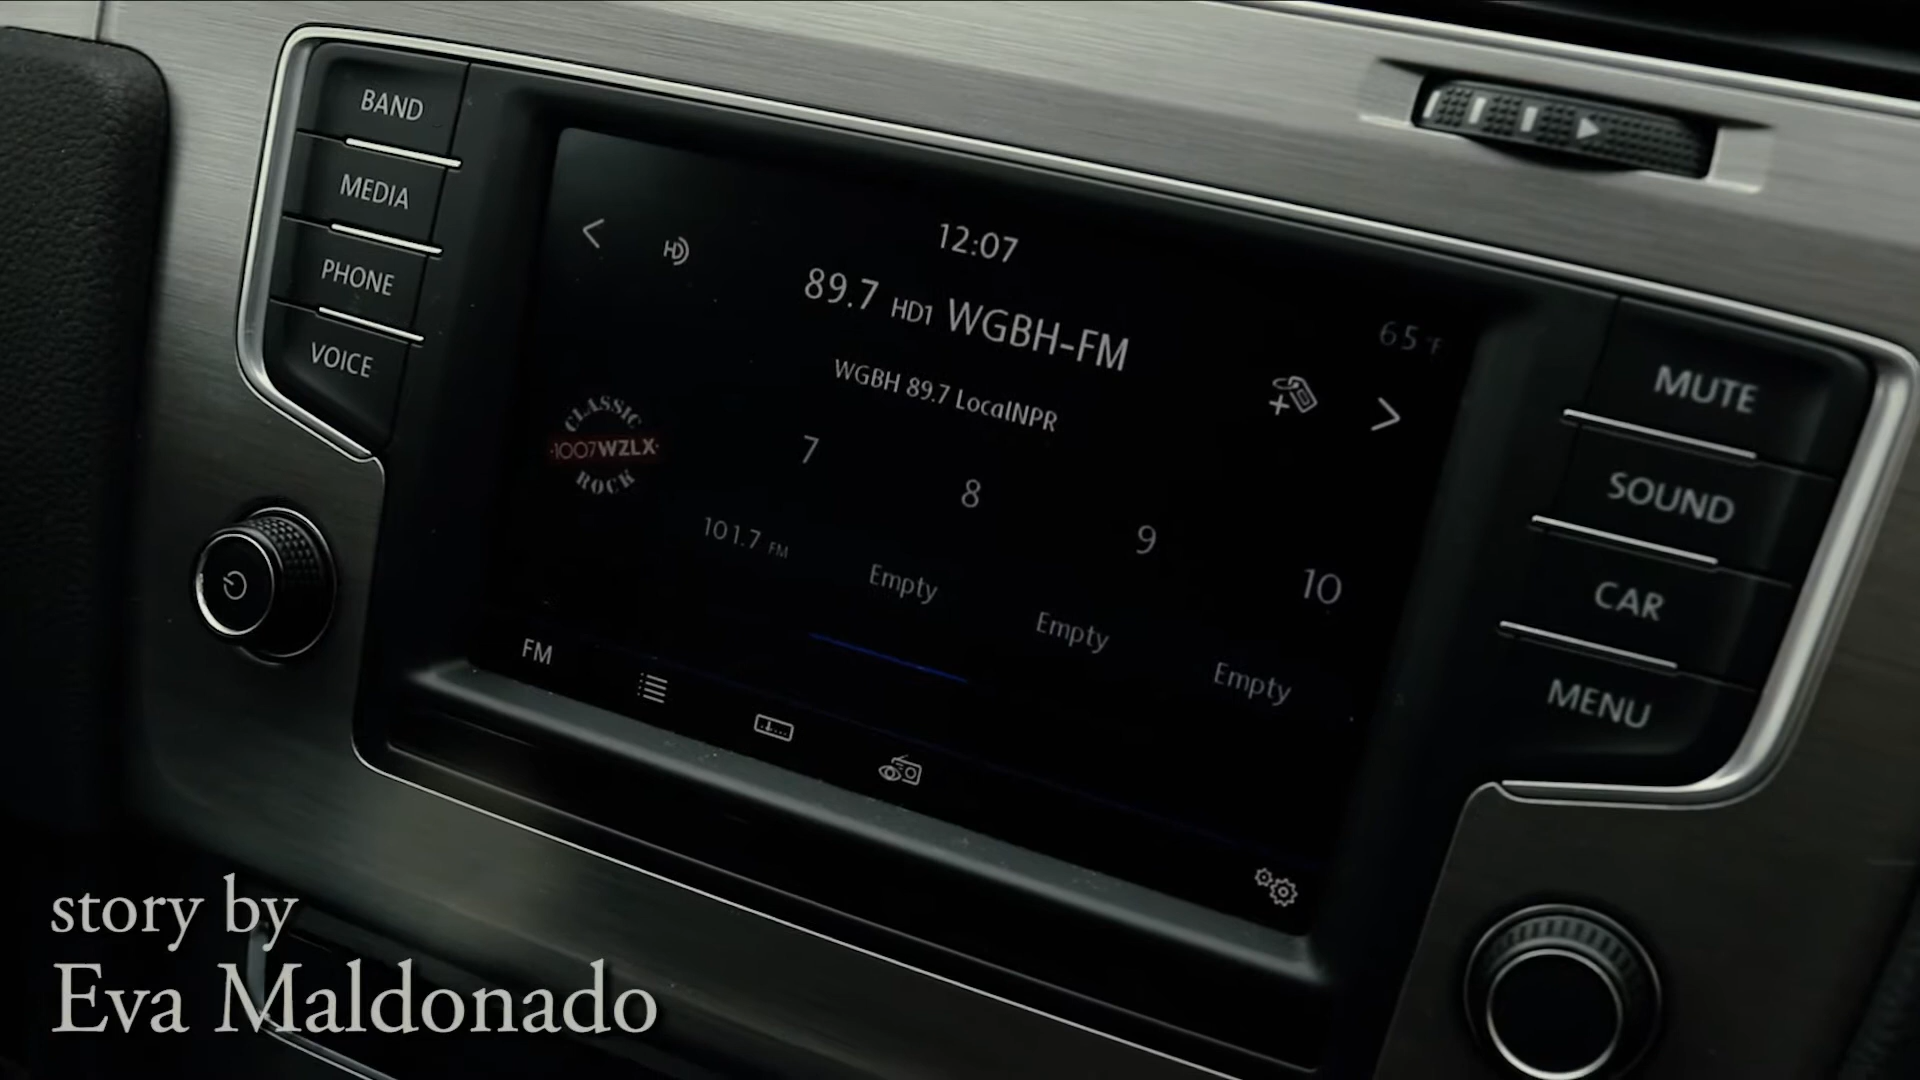 BAND
MEDIA
PHONE
VOICE
12:07
HD
89.7 HD1 WGBH-FM
65°F
WGBH 89.7 LocalNPR
CLASSIC
1007WZLX
ROCK
7
8
9
10
101.7 FM
Empty
Empty
Empty
FM
MUTE
SOUND
CAR
MENU
story by
Eva Maldonado